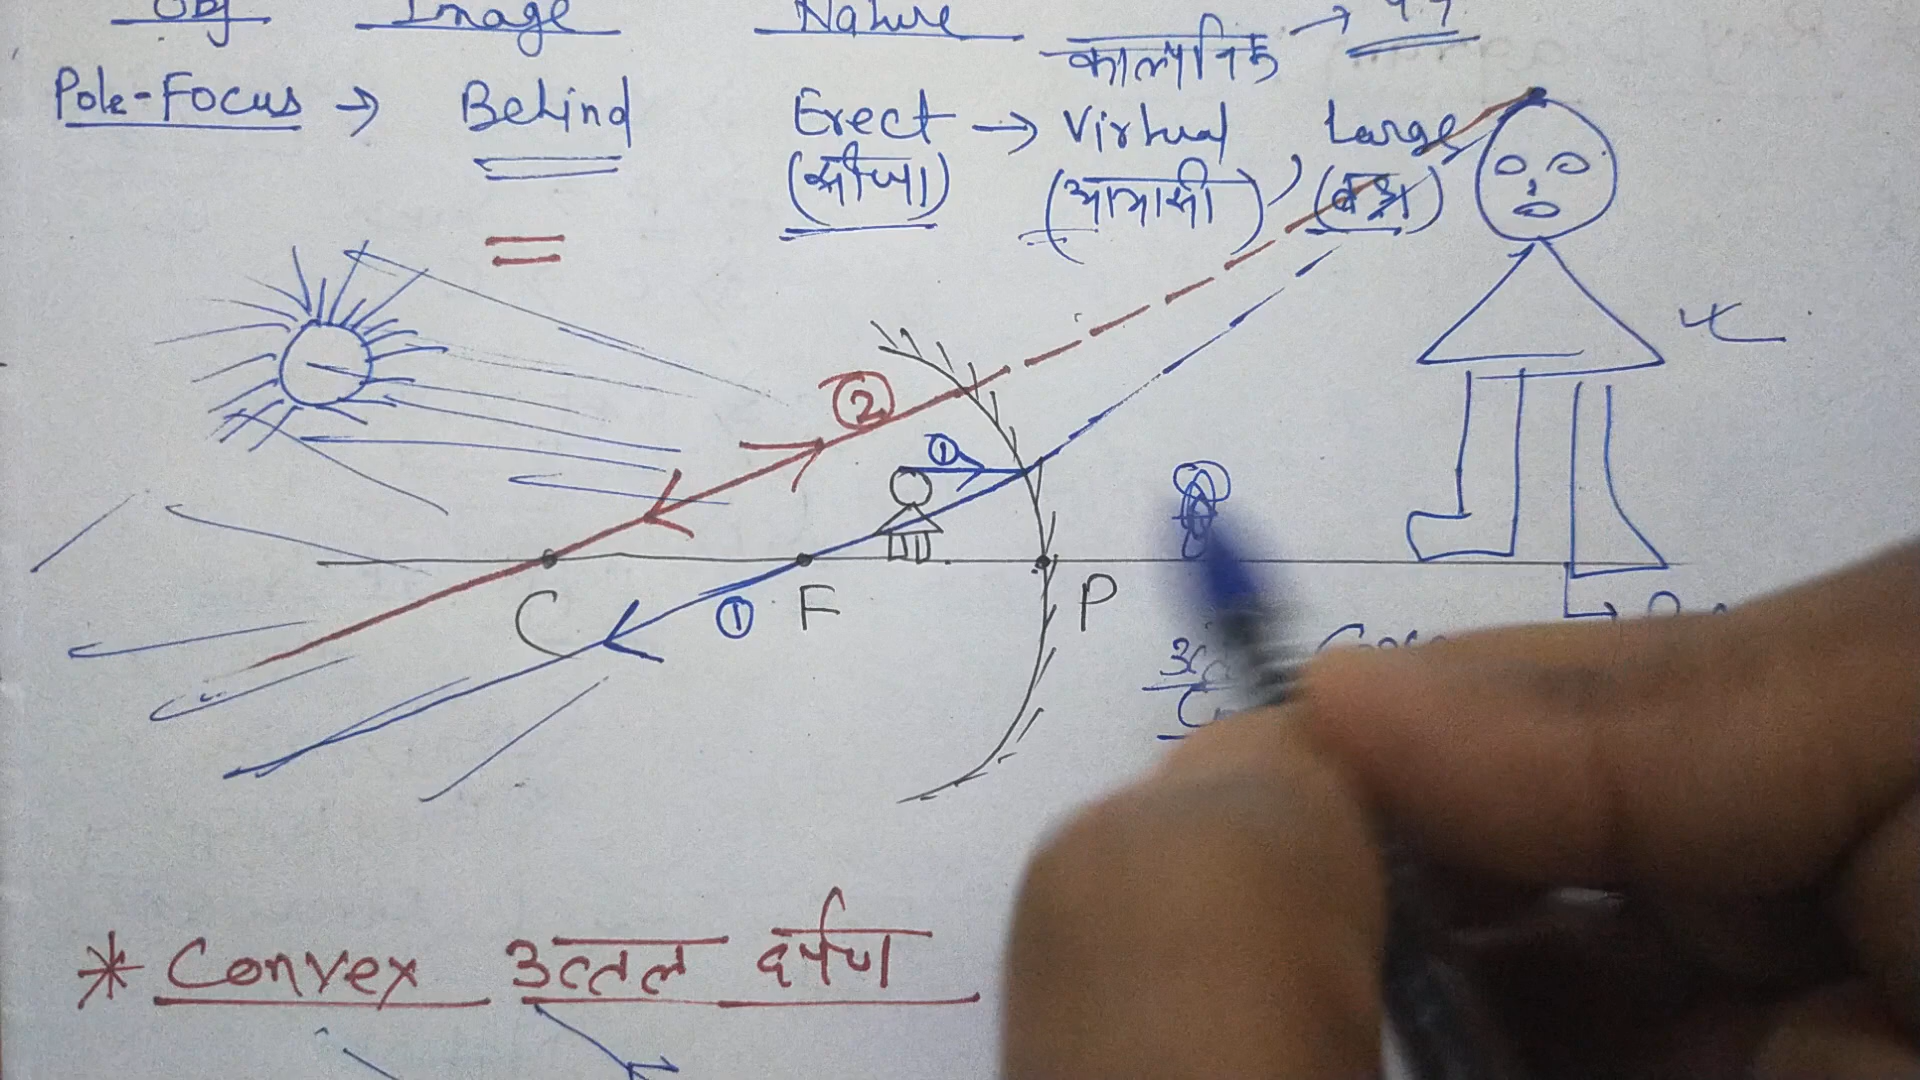 Obj Image Nature
काल्पनिक →
Pole-Focus → Behind Erect → Virtual, Large
(सीधा) (आभासी) (बड़ा)
②
①
C ① F P
* Convex उत्तल दर्पण